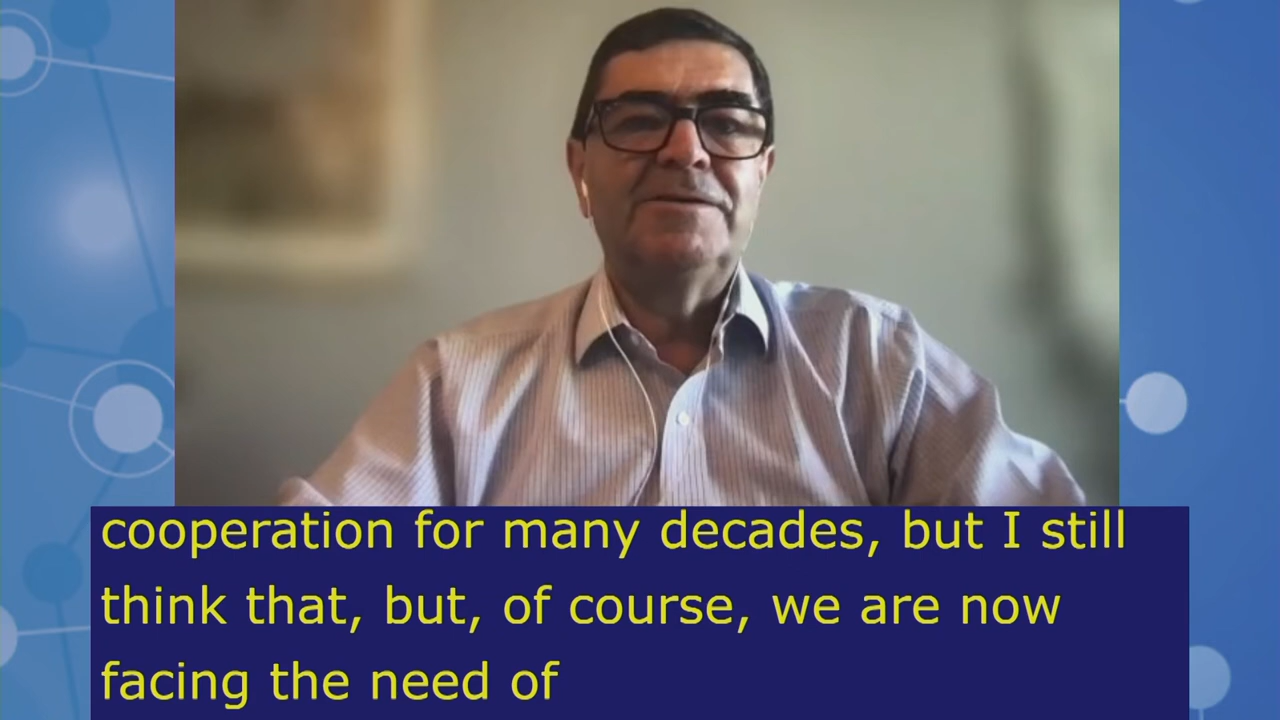 cooperation for many decades, but I still
think that, but, of course, we are now
facing the need of